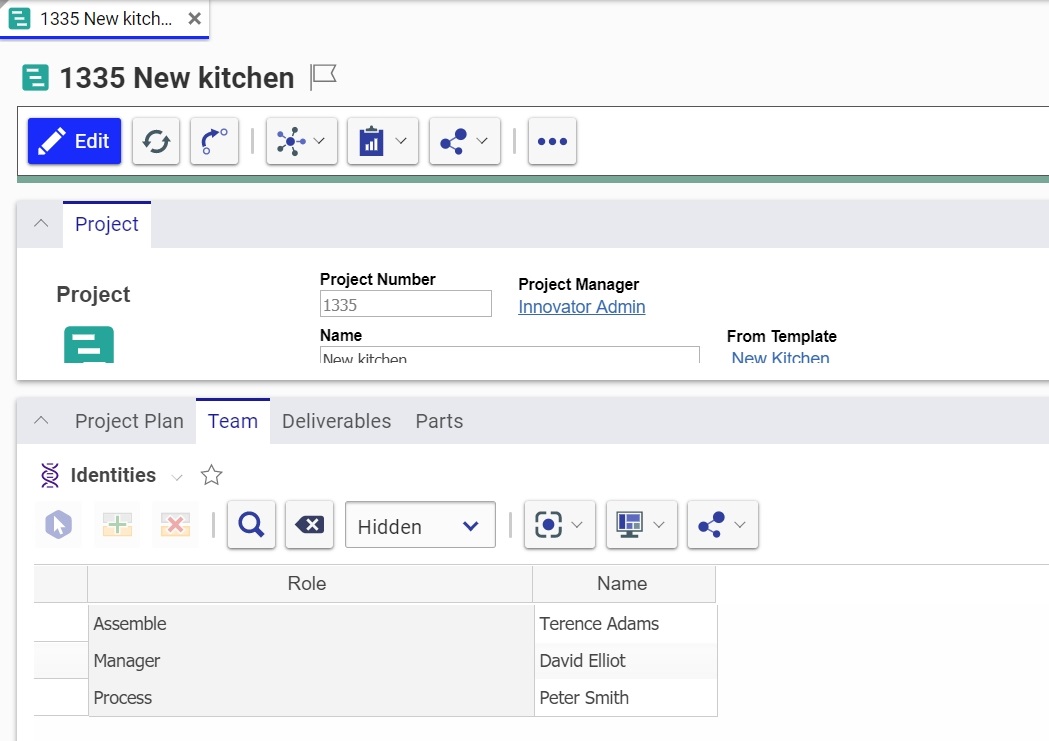 1335 New kitch...
1335 New kitchen
Edit
Project
Project
Project Number
1335
Project Manager
Innovator Admin
Name
New kitchen
From Template
New Kitchen
Project Plan Team Deliverables Parts
Identities
Hidden
Role Name
Assemble Terence Adams
Manager David Elliot
Process Peter Smith